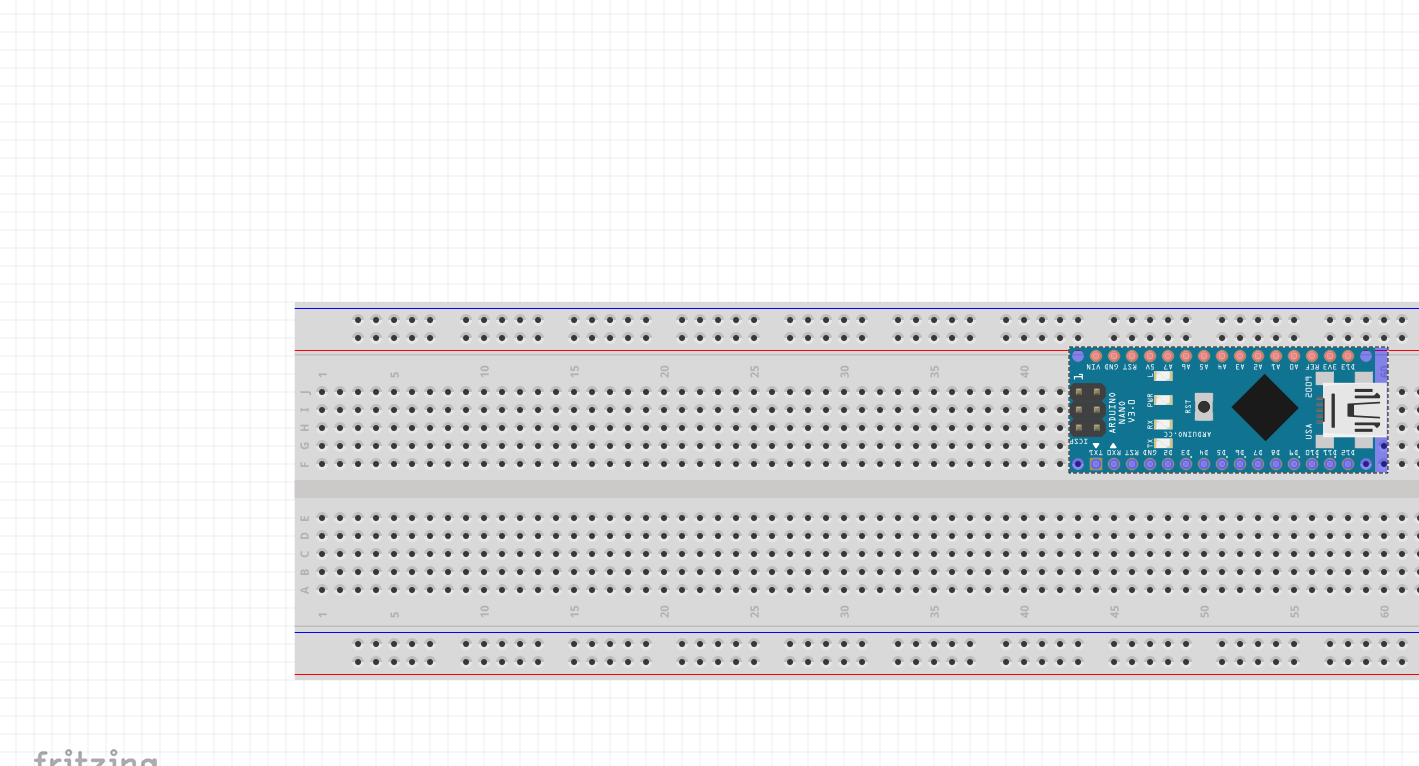 1 5 10 15 20 25 30 35 40 60
VIN GND RST 5V A7 A6 A5 A4 A3 A2 A1 A0 REF 3V3 D13
J
I
H
G
F
1
L
PWR
RX
TX
ARDUINO
NANO
V3.0
RST
ARDUINO.CC
2009
USA
ICSP
TX1 RX0 RST GND D2 D3 D4 D5 D6 D7 D8 D9 D10 D11 D12
E
D
C
B
A
1 5 10 15 20 25 30 35 40 45 50 55 60
fritzing